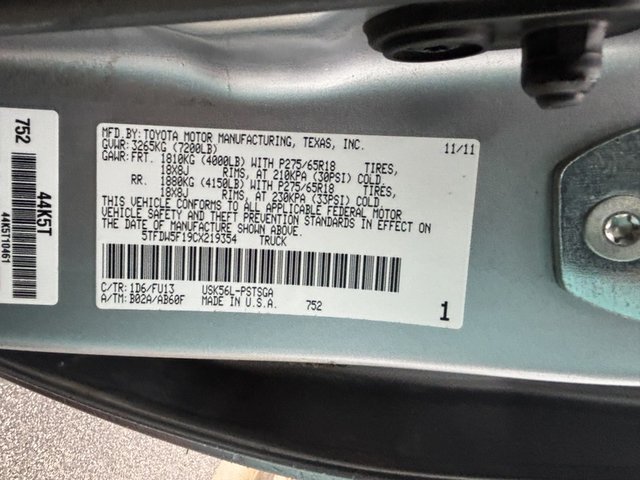 MFD.BY: TOYOTA MOTOR MANUFACTURING, TEXAS, INC. 11/11
GVWR: 3265KG (7200LB)
GAWR: FRT. 1810KG (4000LB) WITH P275/65R18 TIRES,
18X8J RIMS, AT 210KPA (30PSI) COLD
RR. 1880KG (4150LB) WITH P275/65R18 TIRES,
18X8J RIMS, AT 230KPA (33PSI) COLD
THIS VEHICLE CONFORMS TO ALL APPLICABLE FEDERAL MOTOR
VEHICLE SAFETY AND THEFT PREVENTION STANDARDS IN EFFECT
ON THE DATE OF MANUFACTURE SHOWN ABOVE.
5TFDW5F19CX219354 TRUCK
C/TR: 1D6/FU13 USK56L-PSTSGA
A/TM: B02A/AB60F MADE IN U.S.A. 752 1
752
44K5T
44K5T10461